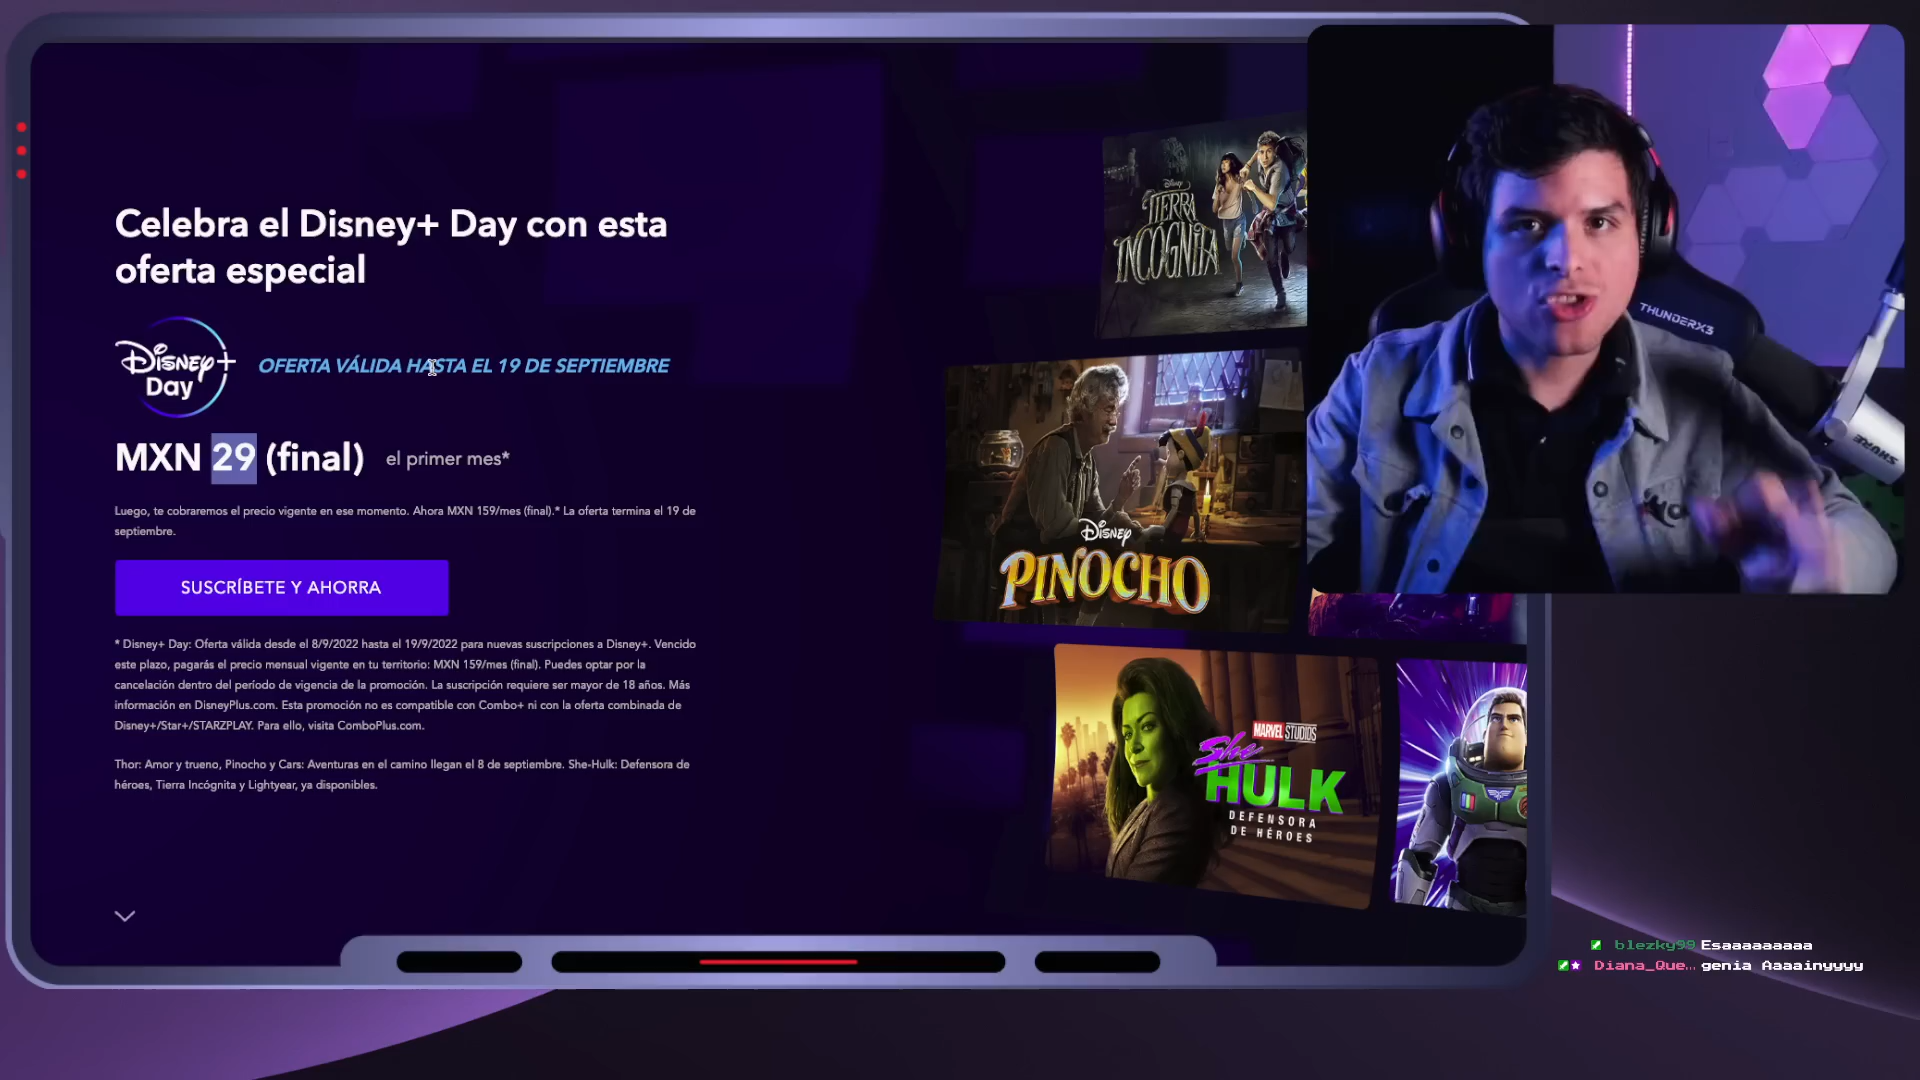 Celebra el Disney+ Day con esta
oferta especial
Disney+
Day
OFERTA VÁLIDA HASTA EL 19 DE SEPTIEMBRE
MXN 29 (final) el primer mes*
Luego, te cobraremos el precio vigente en ese momento. Ahora MXN 159/mes (final).* La oferta termina el 19 de
septiembre.
SUSCRÍBETE Y AHORRA
* Disney+ Day: Oferta válida desde el 8/9/2022 hasta el 19/9/2022 para nuevas suscripciones a Disney+. Vencido
este plazo, pagarás el precio mensual vigente en tu territorio: MXN 159/mes (final). Puedes optar por la
cancelación dentro del período de vigencia de la promoción. La suscripción requiere ser mayor de 18 años. Más
información en DisneyPlus.com. Esta promoción no es compatible con Combo+ ni con la oferta combinada de
Disney+/Star+/STARZPLAY. Para ello, visita ComboPlus.com.
Thor: Amor y trueno, Pinocho y Cars: Aventuras en el camino llegan el 8 de septiembre. She-Hulk: Defensora de
héroes, Tierra Incógnita y Lightyear, ya disponibles.
Disney
TIERRA
INCÓGNITA
Disney
PINOCHO
MARVEL STUDIOS
She
HULK
DEFENSORA
DE HÉROES
THUNDERX3
blezky99 Esaaaaaaaaa
Diana_Que… genia Aaaainyyyy